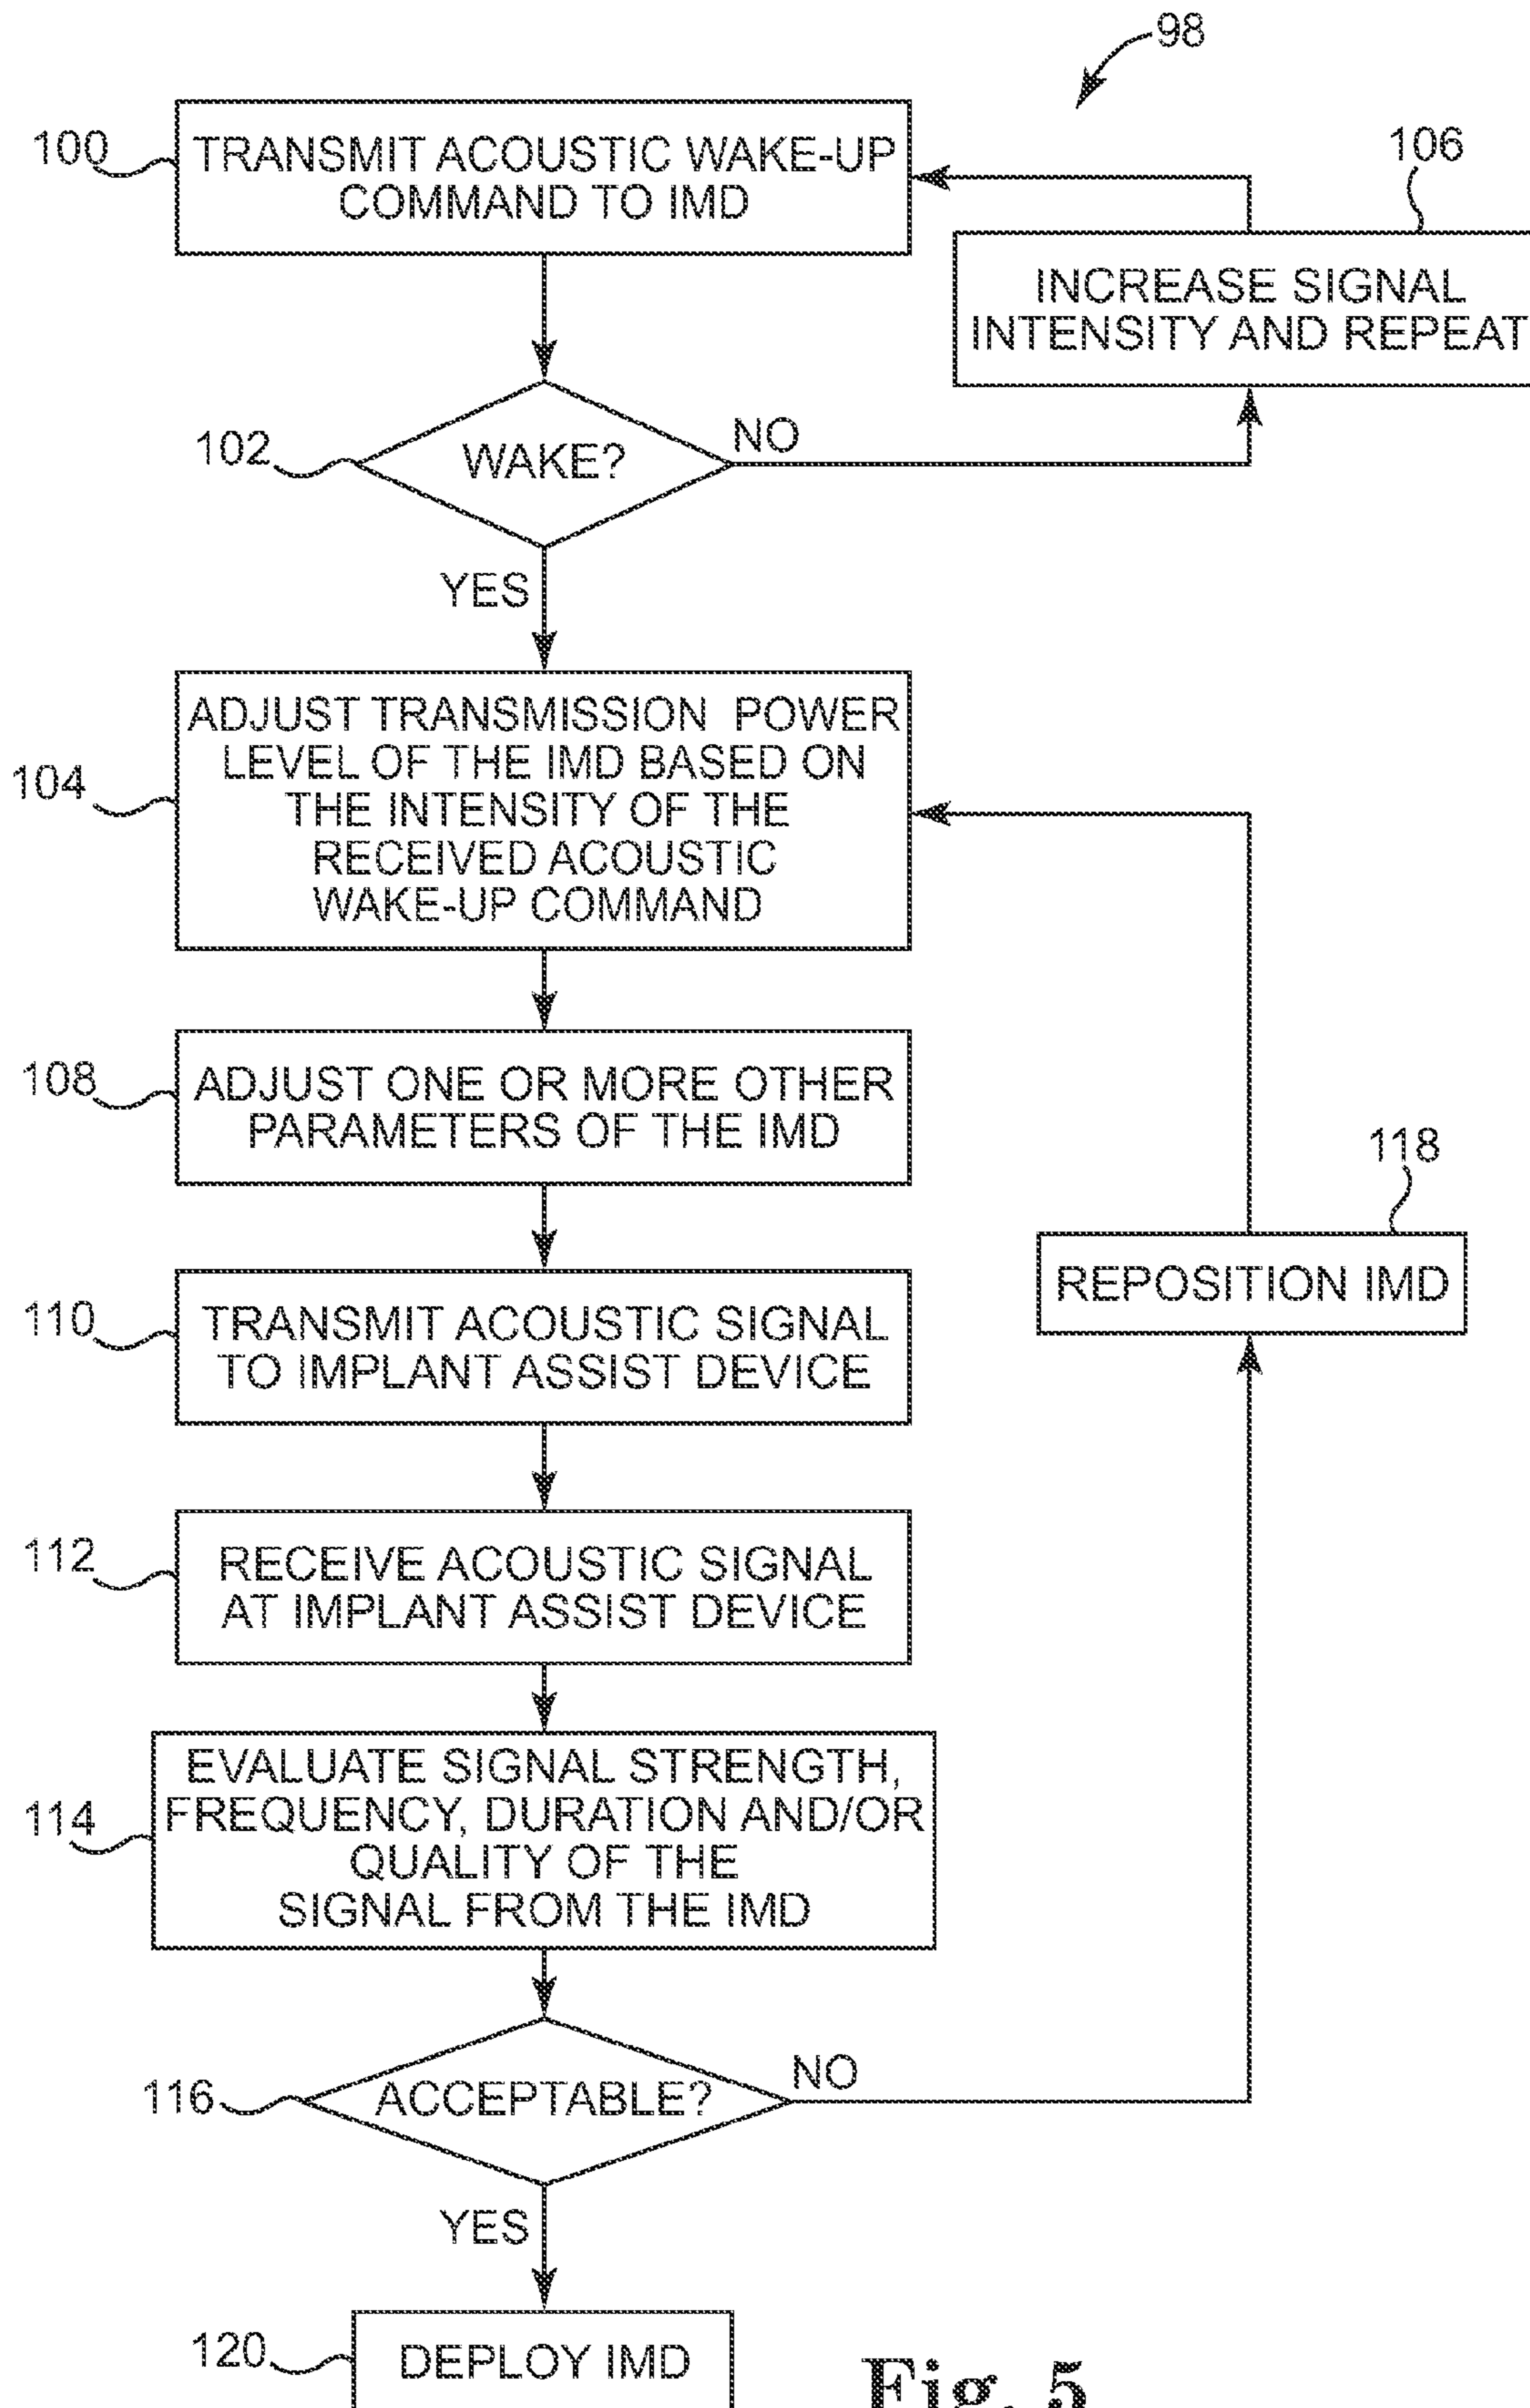 98
100
TRANSMIT ACOUSTIC WAKE-UP
COMMAND TO IMD
106
INCREASE SIGNAL
INTENSITY AND REPEAT
102
WAKE?
NO
YES
104
ADJUST TRANSMISSION POWER
LEVEL OF THE IMD BASED ON
THE INTENSITY OF THE
RECEIVED ACOUSTIC
WAKE-UP COMMAND
108
ADJUST ONE OR MORE OTHER
PARAMETERS OF THE IMD
118
REPOSITION IMD
110
TRANSMIT ACOUSTIC SIGNAL
TO IMPLANT ASSIST DEVICE
112
RECEIVE ACOUSTIC SIGNAL
AT IMPLANT ASSIST DEVICE
114
EVALUATE SIGNAL STRENGTH,
FREQUENCY, DURATION AND/OR
QUALITY OF THE
SIGNAL FROM THE IMD
116
ACCEPTABLE?
NO
YES
120
DEPLOY IMD
Fig. 5